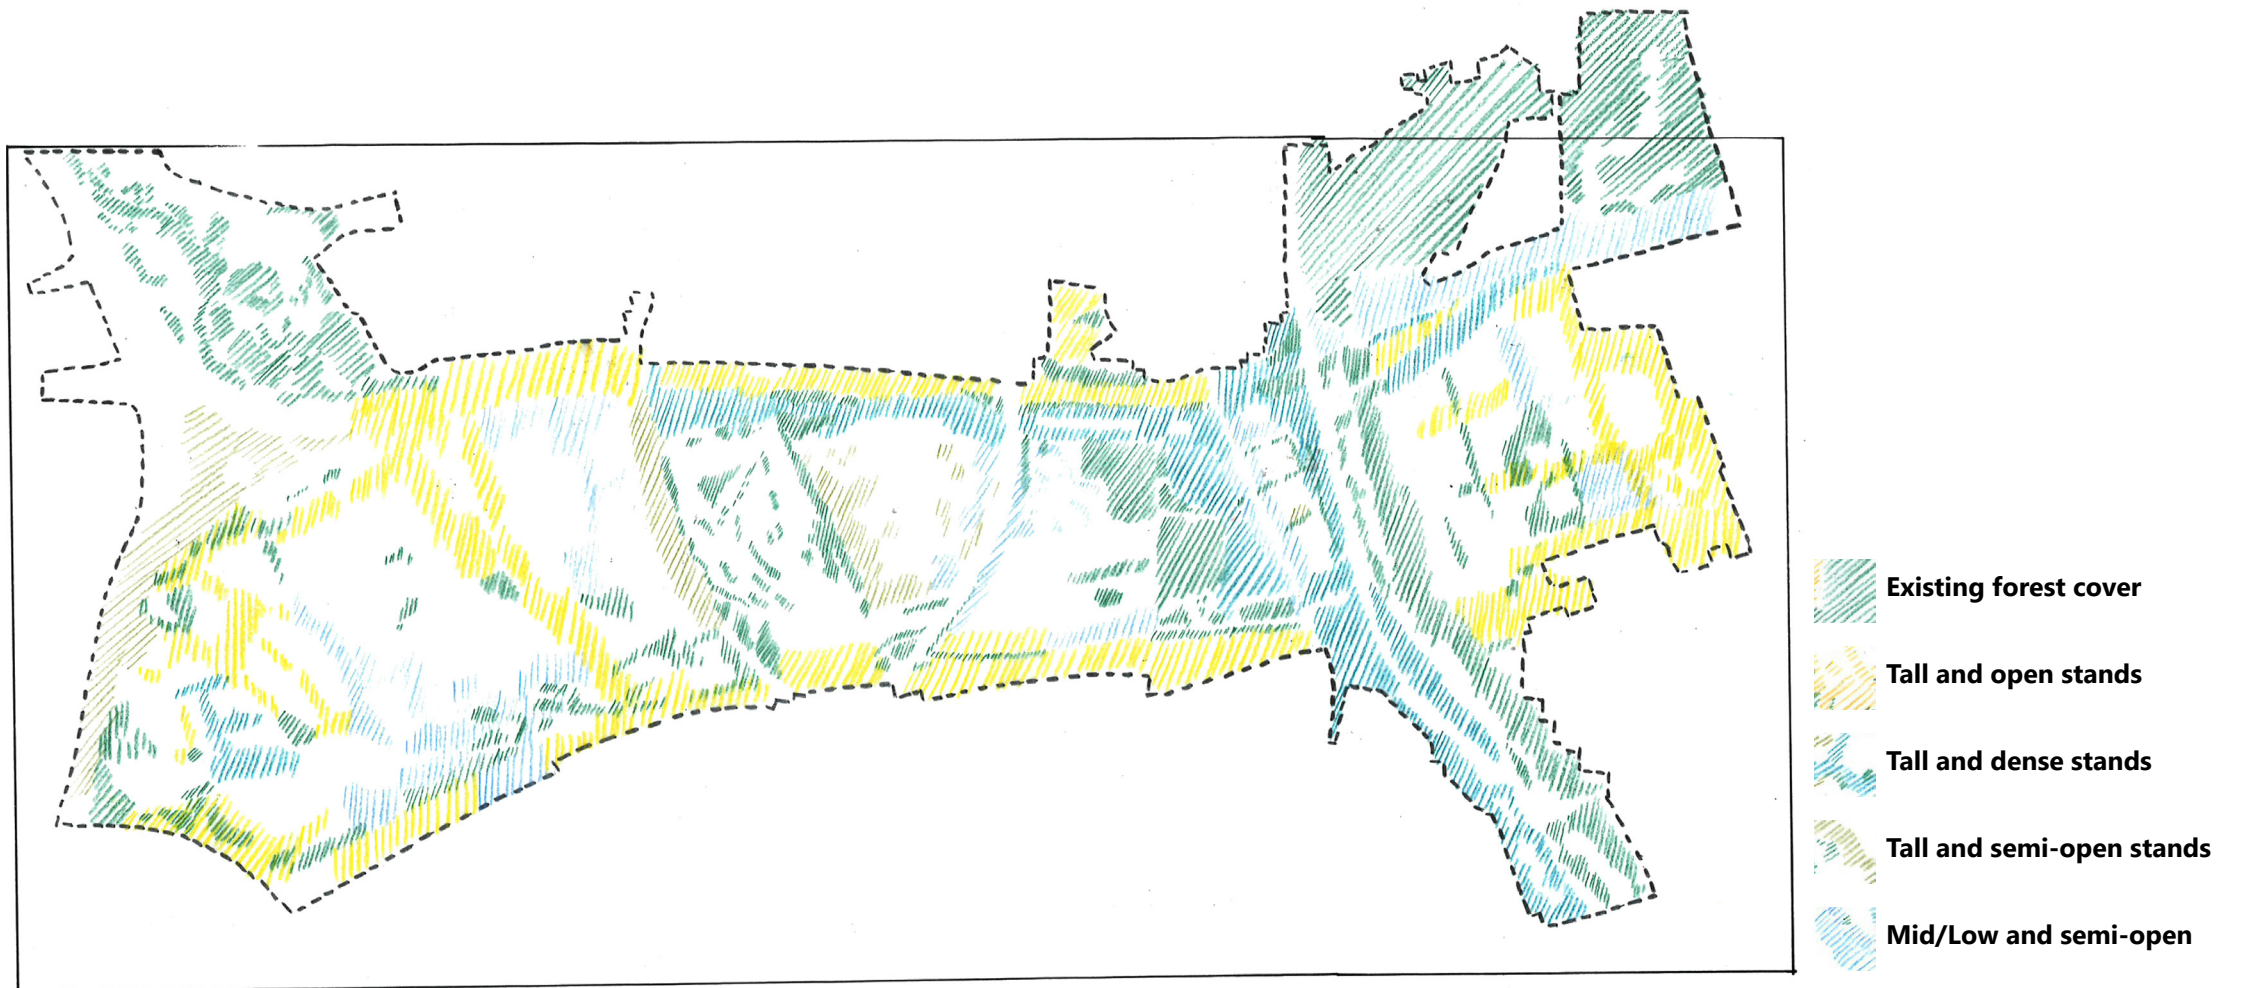 Existing forest cover
Tall and open stands
Tall and dense stands
Tall and semi-open stands
Mid/Low and semi-open